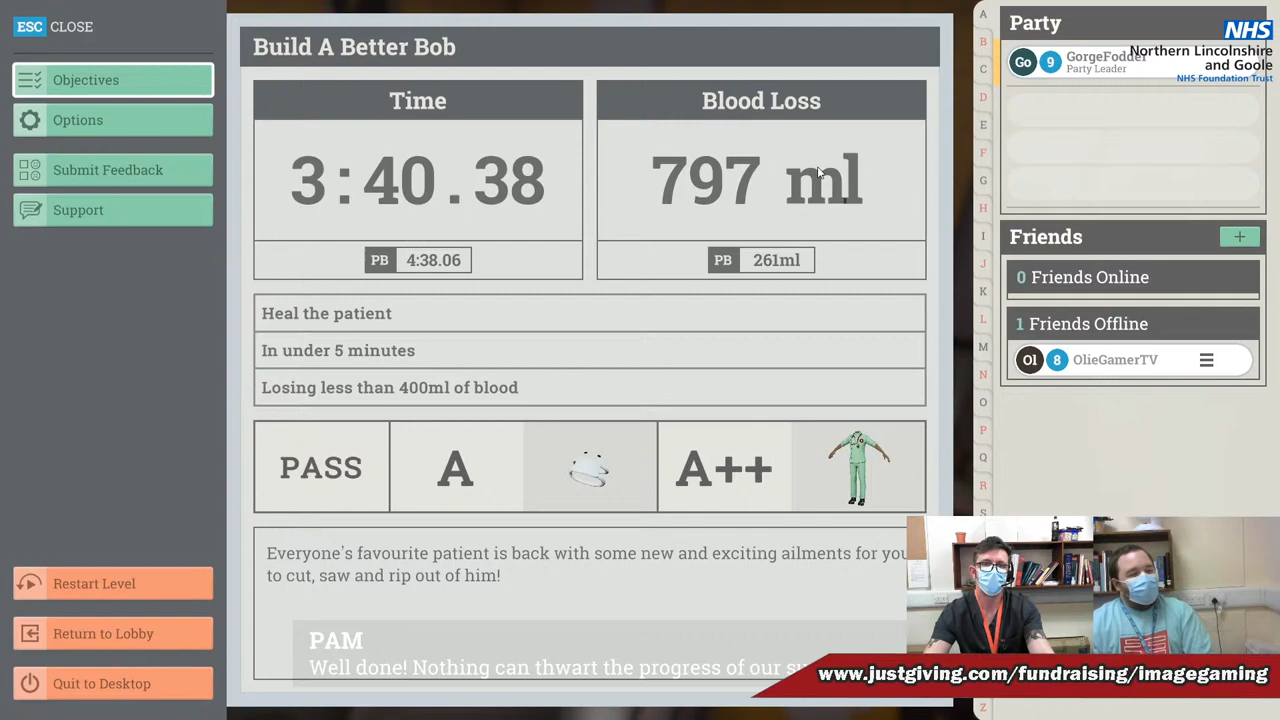 ESC CLOSE
Objectives
Options
Submit Feedback
Support
Restart Level
Return to Lobby
Quit to Desktop
Build A Better Bob
Time
3:40.38
PB 4:38.06
Blood Loss
797 ml
PB 261ml
Heal the patient
In under 5 minutes
Losing less than 400ml of blood
PASS
A
A++
Everyone's favourite patient is back with some new and exciting ailments for you
to cut, saw and rip out of him!
PAM
Well done! Nothing can thwart the progress of our
A
B
C
D
E
F
G
H
I
J
K
L
M
N
O
P
Q
R
S
Z
Party
Go 9 GorgeFodder
Party Leader
NHS
Northern Lincolnshire
and Goole
NHS Foundation Trust
Friends +
0 Friends Online
1 Friends Offline
Ol 8 OlieGamerTV
www.justgiving.com/fundraising/imagegaming